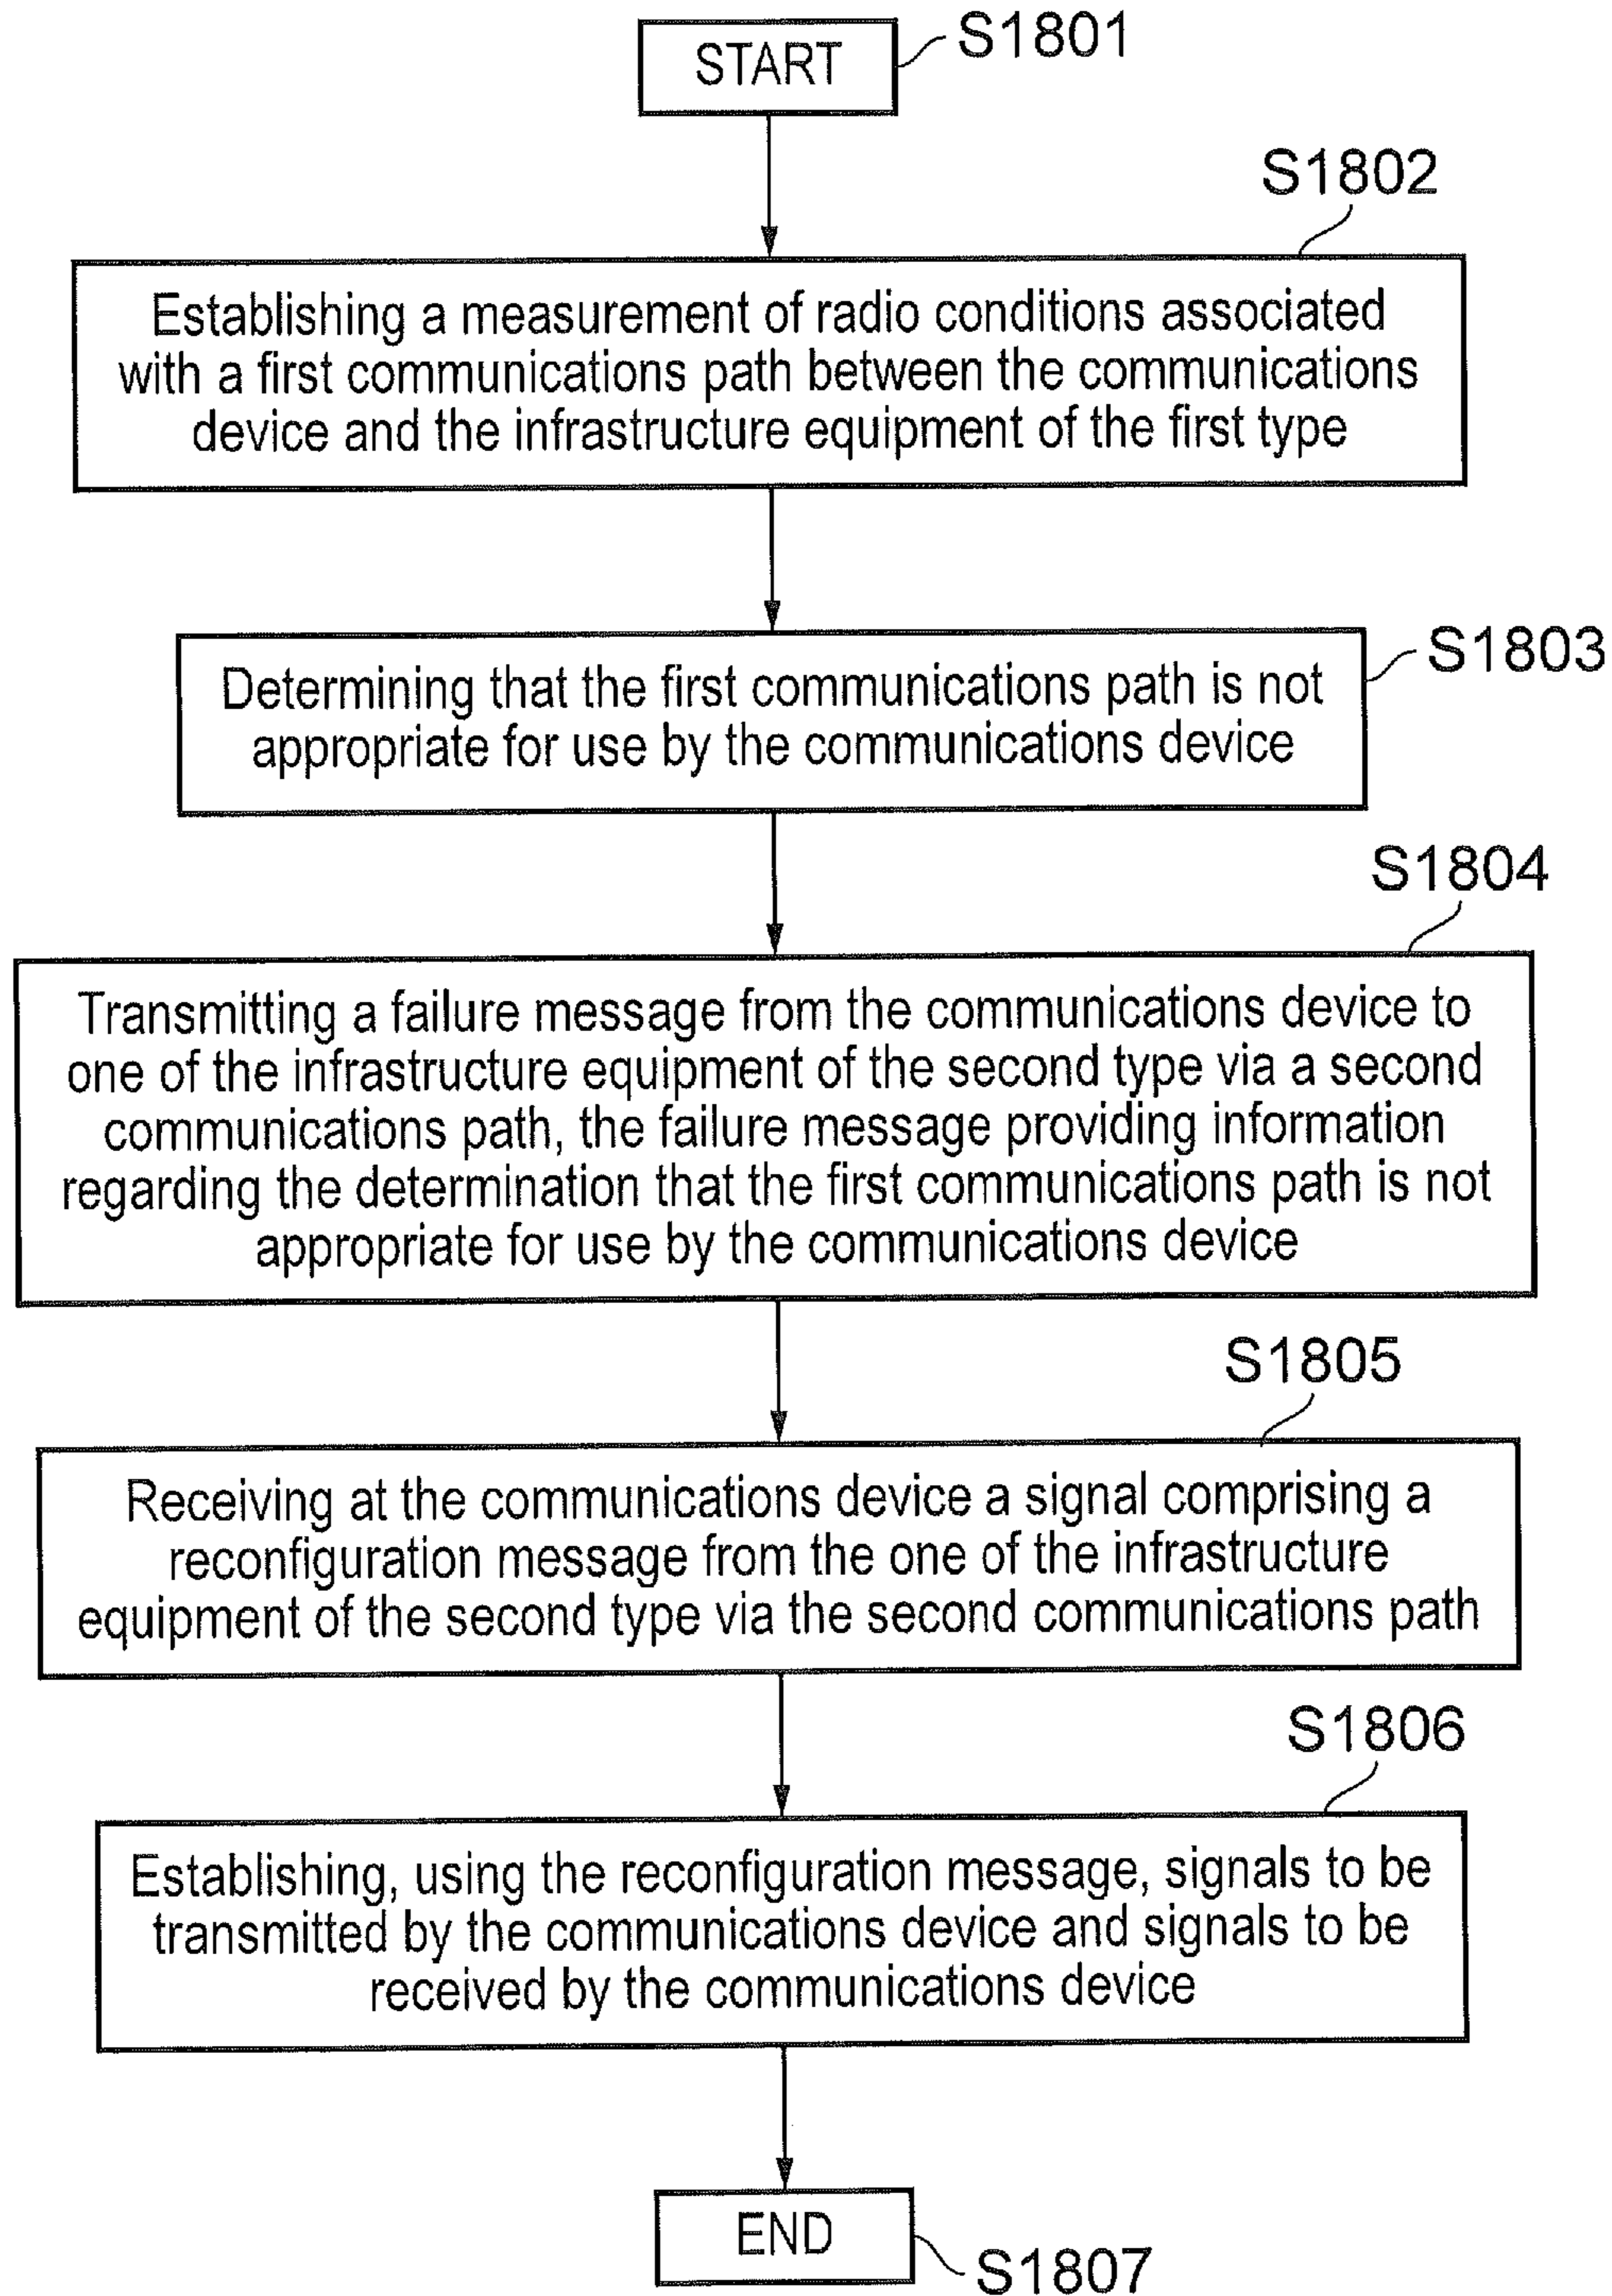 START
S1801
S1802
Establishing a measurement of radio conditions associated
with a first communications path between the communications
device and the infrastructure equipment of the first type
S1803
Determining that the first communications path is not
appropriate for use by the communications device
S1804
Transmitting a failure message from the communications device to
one of the infrastructure equipment of the second type via a second
communications path, the failure message providing information
regarding the determination that the first communications path is not
appropriate for use by the communications device
S1805
Receiving at the communications device a signal comprising a
reconfiguration message from the one of the infrastructure
equipment of the second type via the second communications path
S1806
Establishing, using the reconfiguration message, signals to be
transmitted by the communications device and signals to be
received by the communications device
END
S1807